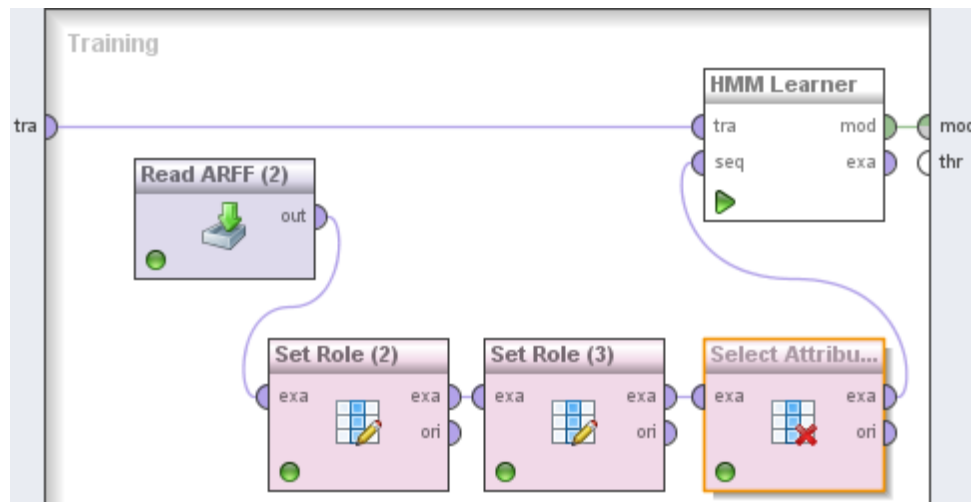 Training
HMM Learner
tra
tra
mod
mod
seq
exa
thr
Read ARFF (2)
out
Set Role (2)
Set Role (3)
Select Attribu...
exa
exa
exa
exa
exa
exa
ori
ori
ori